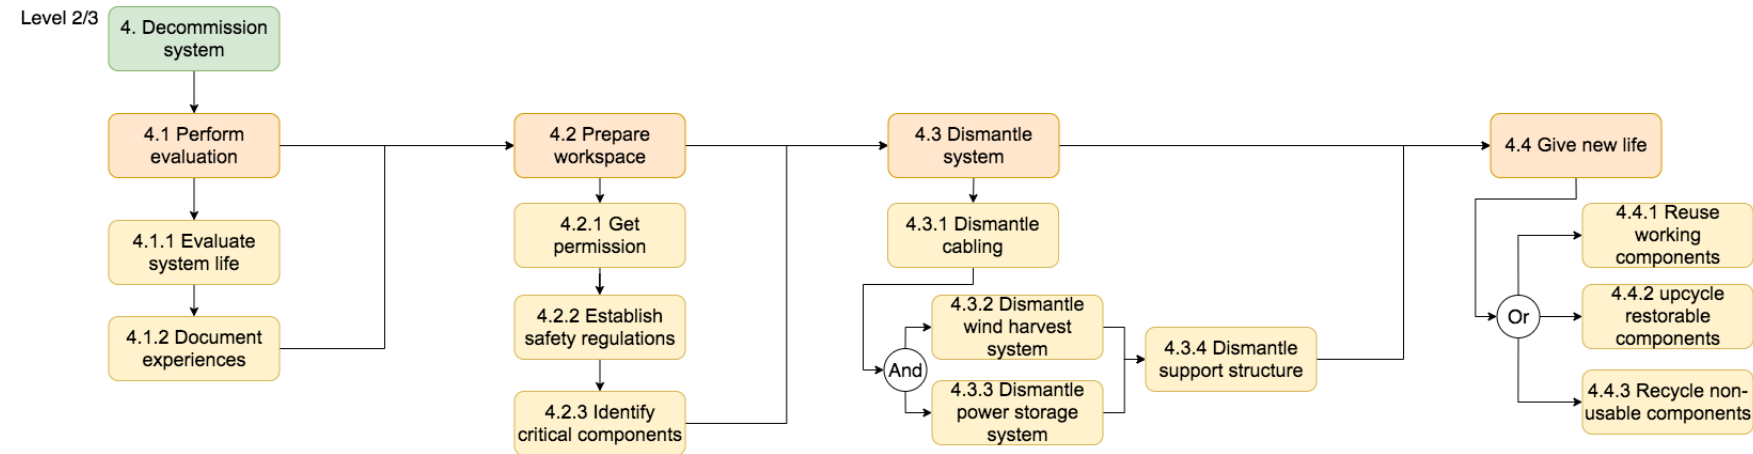 Level 2/3
4. Decommission
system
4.1 Perform
evaluation
4.1.1 Evaluate
system life
4.1.2 Document
experiences
4.2 Prepare
workspace
4.2.1 Get
permission
4.2.2 Establish
safety regulations
4.2.3 Identify
critical components
4.3 Dismantle
system
4.3.1 Dismantle
cabling
And
4.3.2 Dismantle
wind harvest
system
4.3.3 Dismantle
power storage
system
4.3.4 Dismantle
support structure
4.4 Give new life
Or
4.4.1 Reuse
working
components
4.4.2 upcycle
restorable
components
4.4.3 Recycle non-
usable components